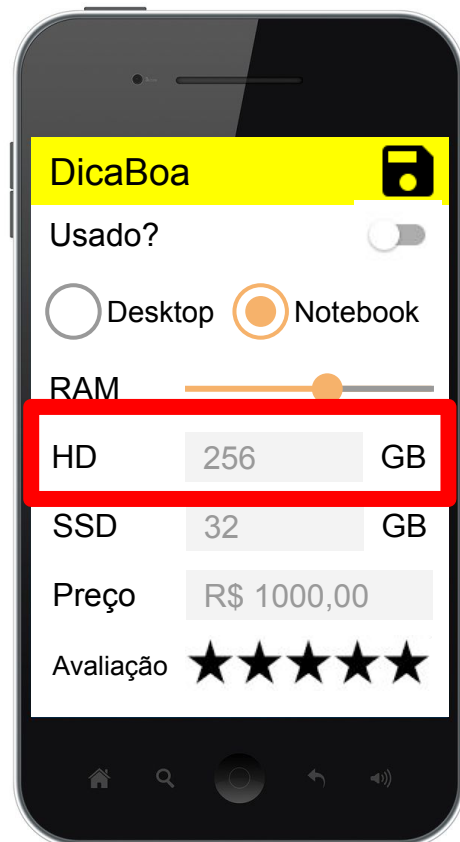 DicaBoa
Usado?
Desktop Notebook
RAM
HD 256 GB
SSD 32 GB
Preço R$ 1000,00
Avaliação